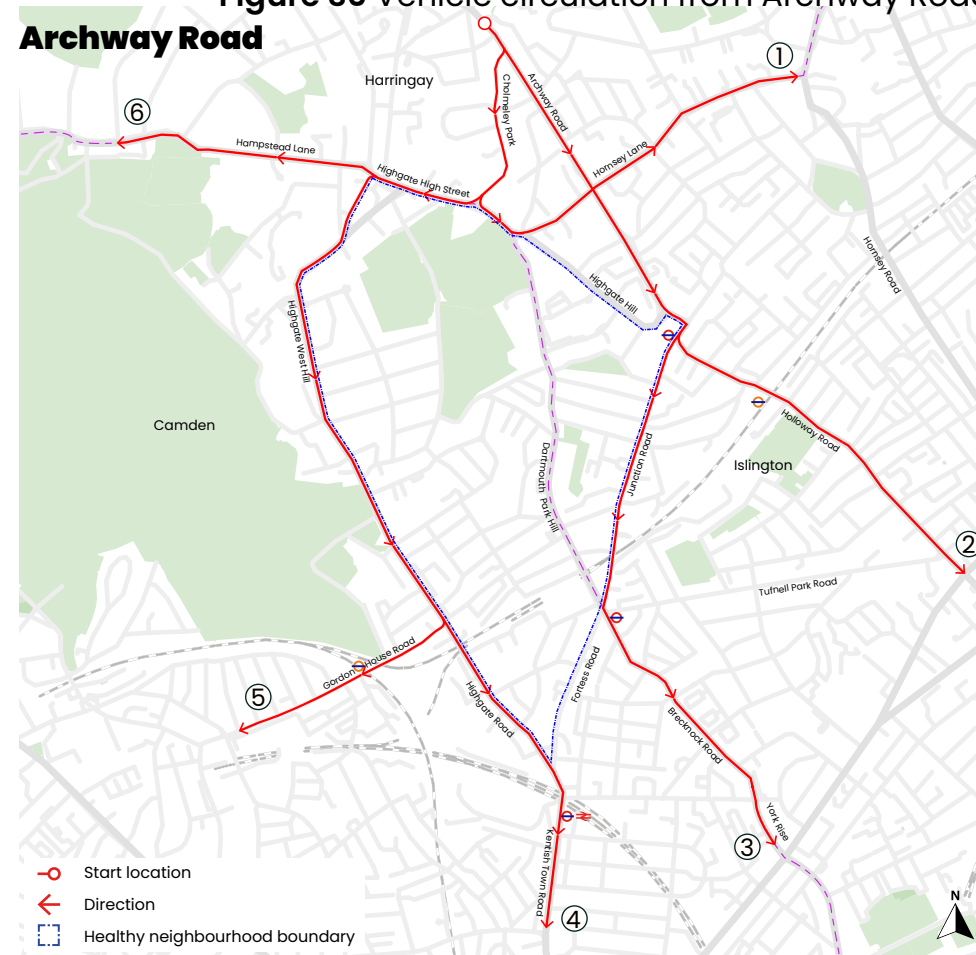 Figure 80 Vehicle circulation from Archway Road
Archway Road
①
Harringay
Cholmeley Park
Archway Road
⑥
Hampstead Lane
Hornsey Lane
Highgate High Street
Hornsey Road
Highgate Hill
Highgate West Hill
Camden
Holloway Road
Junction Road
Islington
Dartmouth Park Hill
②
Tufnell Park Road
Gordon House Road
Fortess Road
⑤
Highgate Road
Brecknock Road
York Rise
③
Kentish Town Road
④
Start location
Direction
Healthy neighbourhood boundary
N